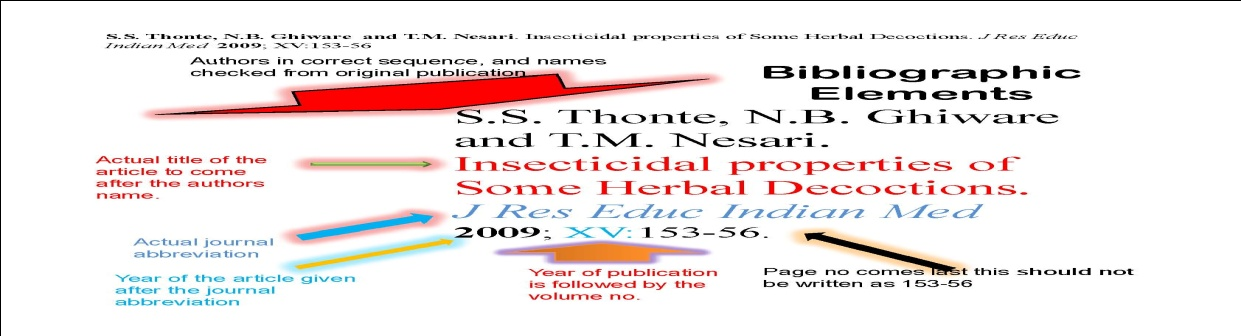 S.S. Thonte, N.B. Ghiware and T.M. Nesari. Insecticidal properties of Some Herbal Decoctions. J Res Educ
Indian Med 2009; XV:153-56
Authors in correct sequence, and names
checked from original publication
Bibliographic
Elements
S.S. Thonte, N.B. Ghiware
and T.M. Nesari.
Insecticidal properties of
Some Herbal Decoctions.
J Res Educ Indian Med
2009; XV:153-56.
Actual title of the
article to come
after the authors
name.
Actual journal
abbreviation
Year of the article given
after the journal
abbreviation
Year of publication
is followed by the
volume no.
Page no comes last this should not
be written as 153-56